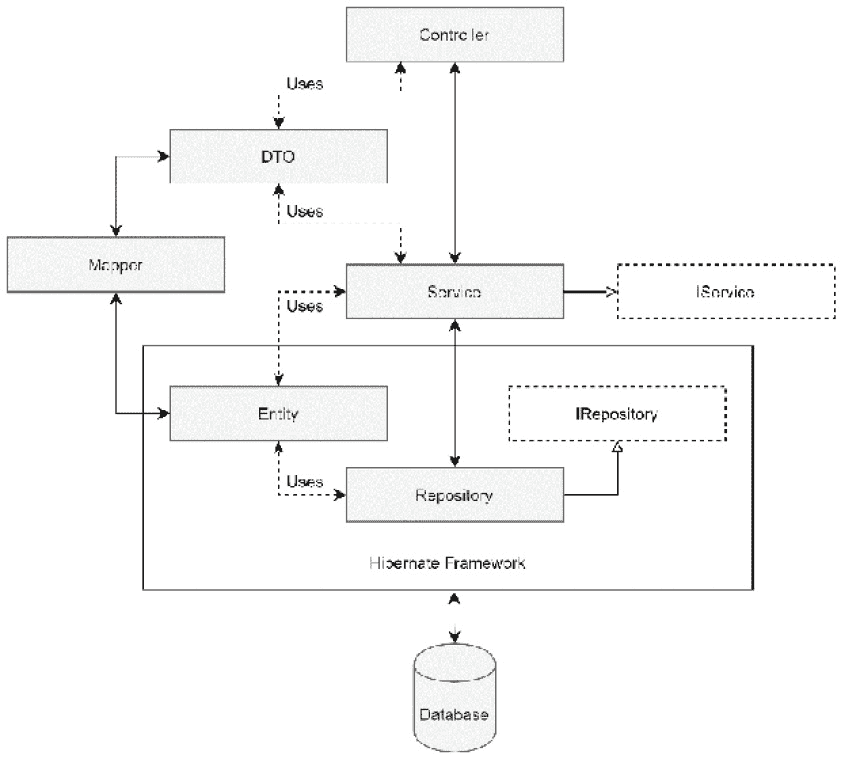 Controller
Uses
DTO
Uses
Mapper
Service
IService
Uses
Entity
IRepository
Uses
Repository
Hibernate Framework
Database